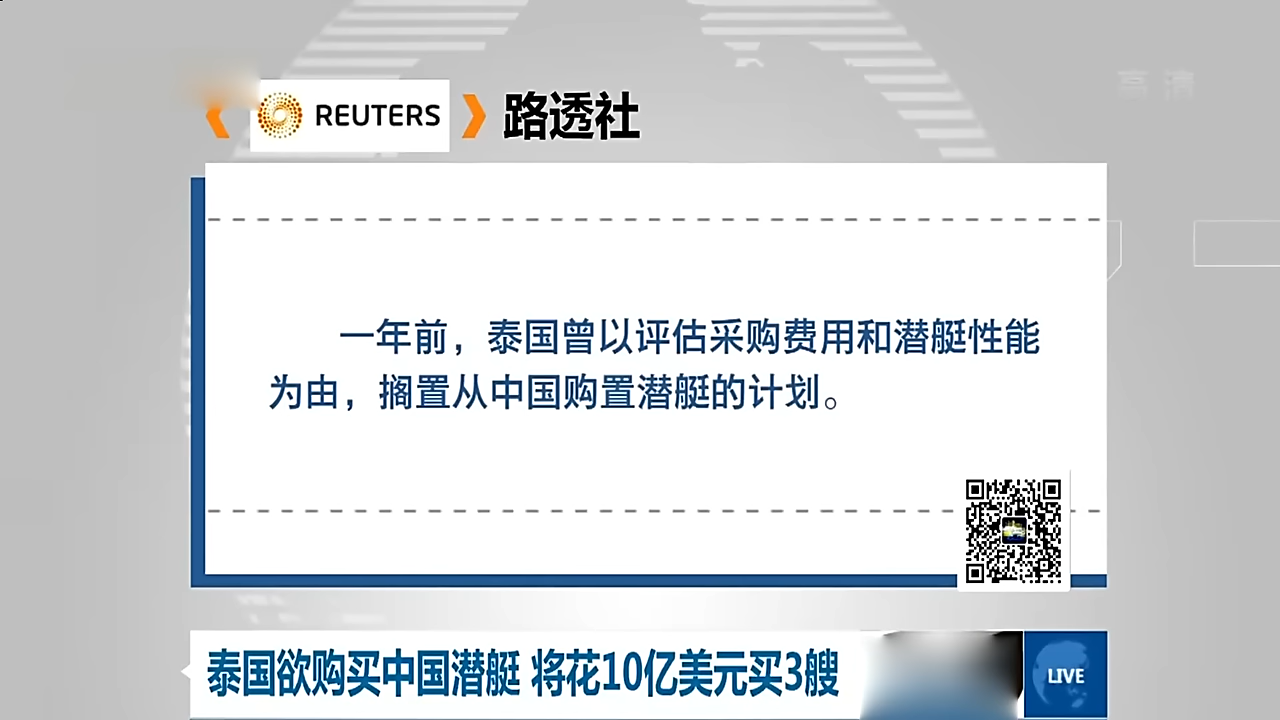 高清
REUTERS 路透社
一年前，泰国曾以评估采购费用和潜艇性能
为由，搁置从中国购置潜艇的计划。
泰国欲购买中国潜艇 将花10亿美元买3艘
LIVE